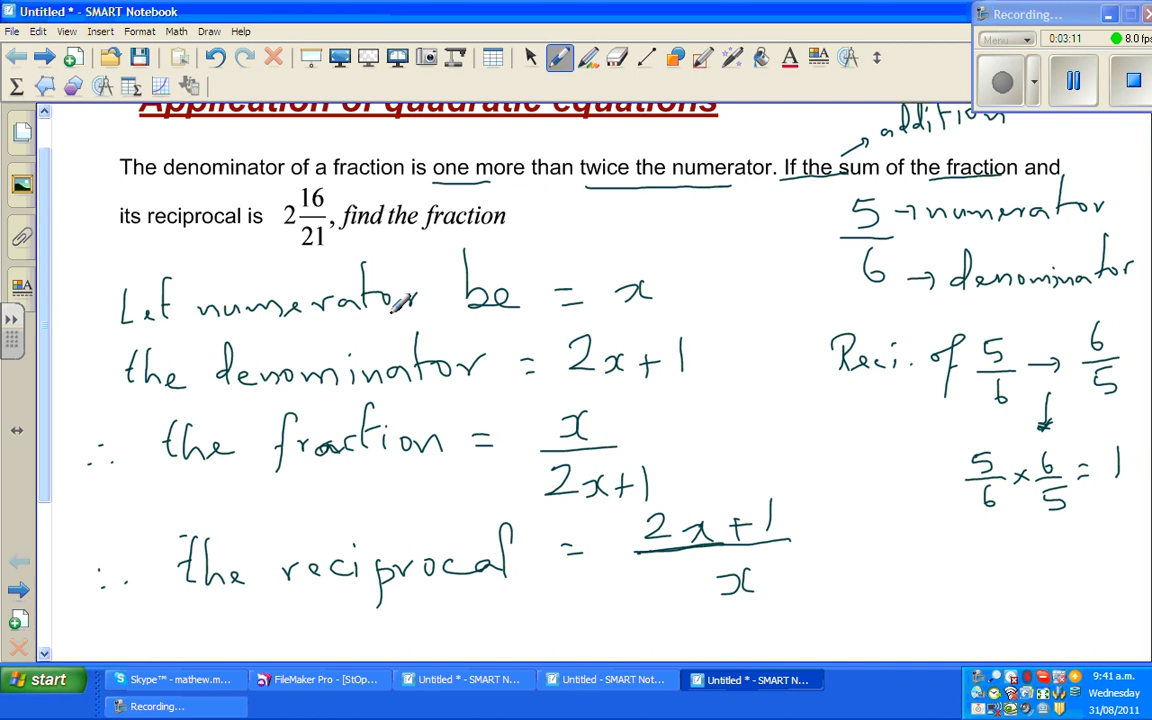 Untitled * - SMART Notebook
Recording...
File Edit View Insert Format Math Draw Help
Menu 0:03:11 8.0 fps
Application of quadratic equations
addition
The denominator of a fraction is one more than twice the numerator. If the sum of the fraction and
its reciprocal is 2 16/21, find the fraction
5 → numerator
6 → denominator
Let numerator be = x
the denominator = 2x+1
Reci. of 5/6 → 6/5
∴ the fraction = x/(2x+1)
5/6 × 6/5 = 1
∴ the reciprocal = (2x+1)/x
start
Skype™ - mathew.m...
FileMaker Pro - [StOp...
Untitled * - SMART N...
Untitled - SMART Not...
Untitled * - SMART N...
Recording...
9:41 a.m.
Wednesday
31/08/2011